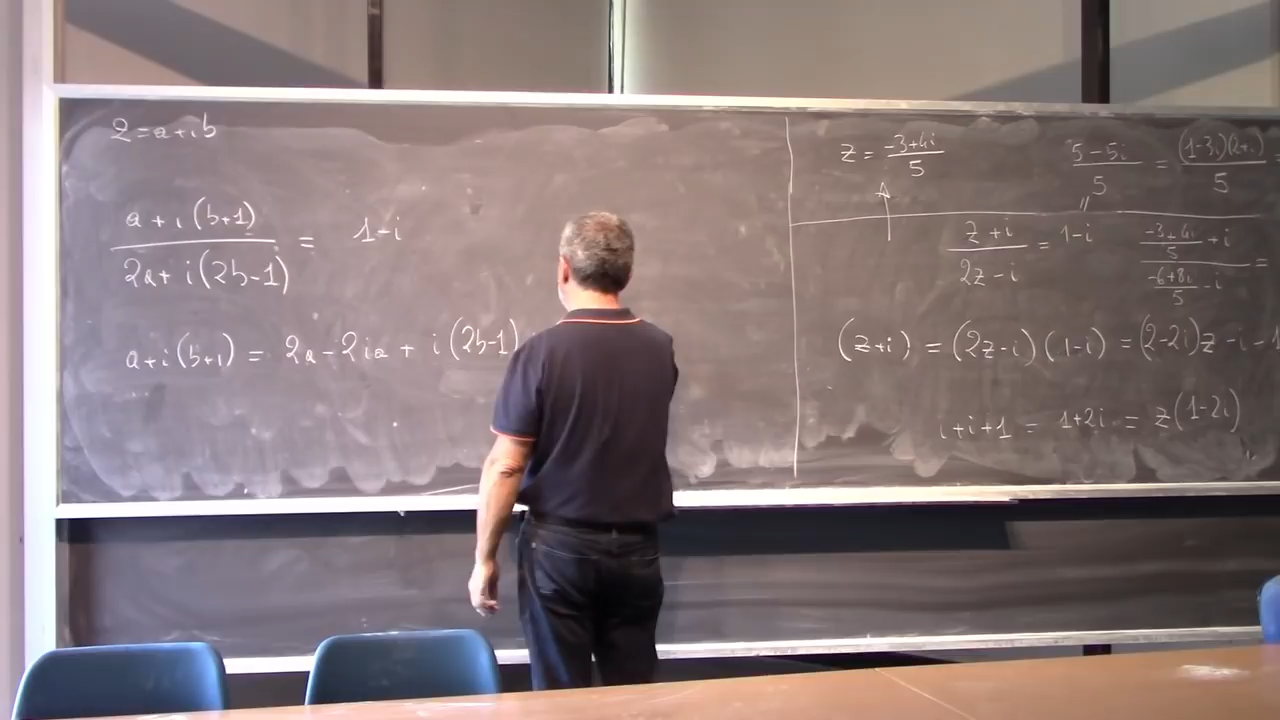 z = a + ib
a + i(b+1) / 2a + i(2b-1) = 1-i
a + i(b+1) = 2a - 2ia + i(2b-1)
z = -3+4i / 5
5-5i / 5 = (1-3i)(2+i) / 5 =
z+i / 2z-i = 1-i
-3+4i / 5 + i / -6+8i / 5 - i =
(z+i) = (2z-i)(1-i) = (2-2i)z - i - 1
i+i+1 = 1+2i = z(1-2i)